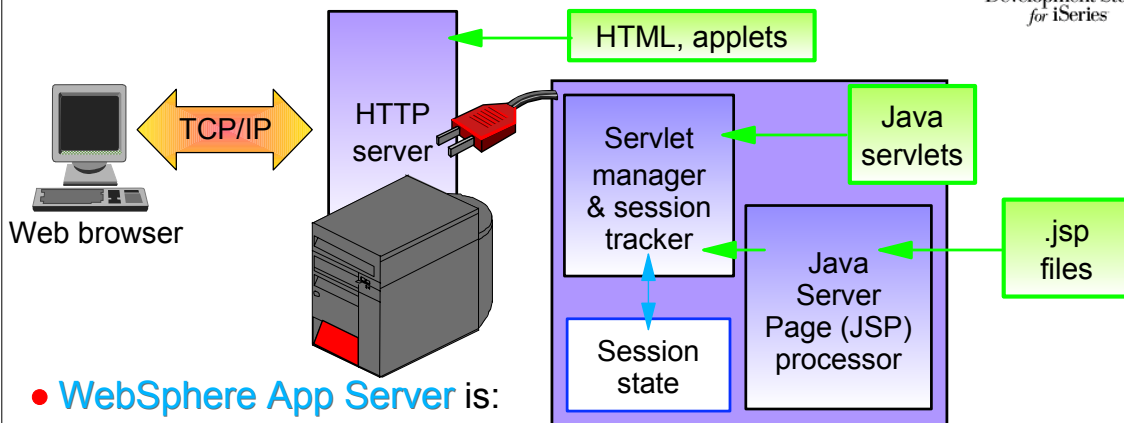 for iSeries
HTML, applets
TCP/IP
HTTP
server
Web browser
Servlet
manager
& session
tracker
Java
servlets
Java
Server
Page (JSP)
processor
.jsp
files
Session
state
• WebSphere App Server is: